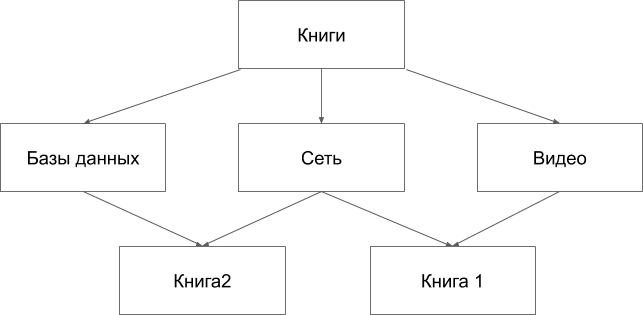 Книги
Базы данных
Сеть
Видео
Книга2
Книга 1